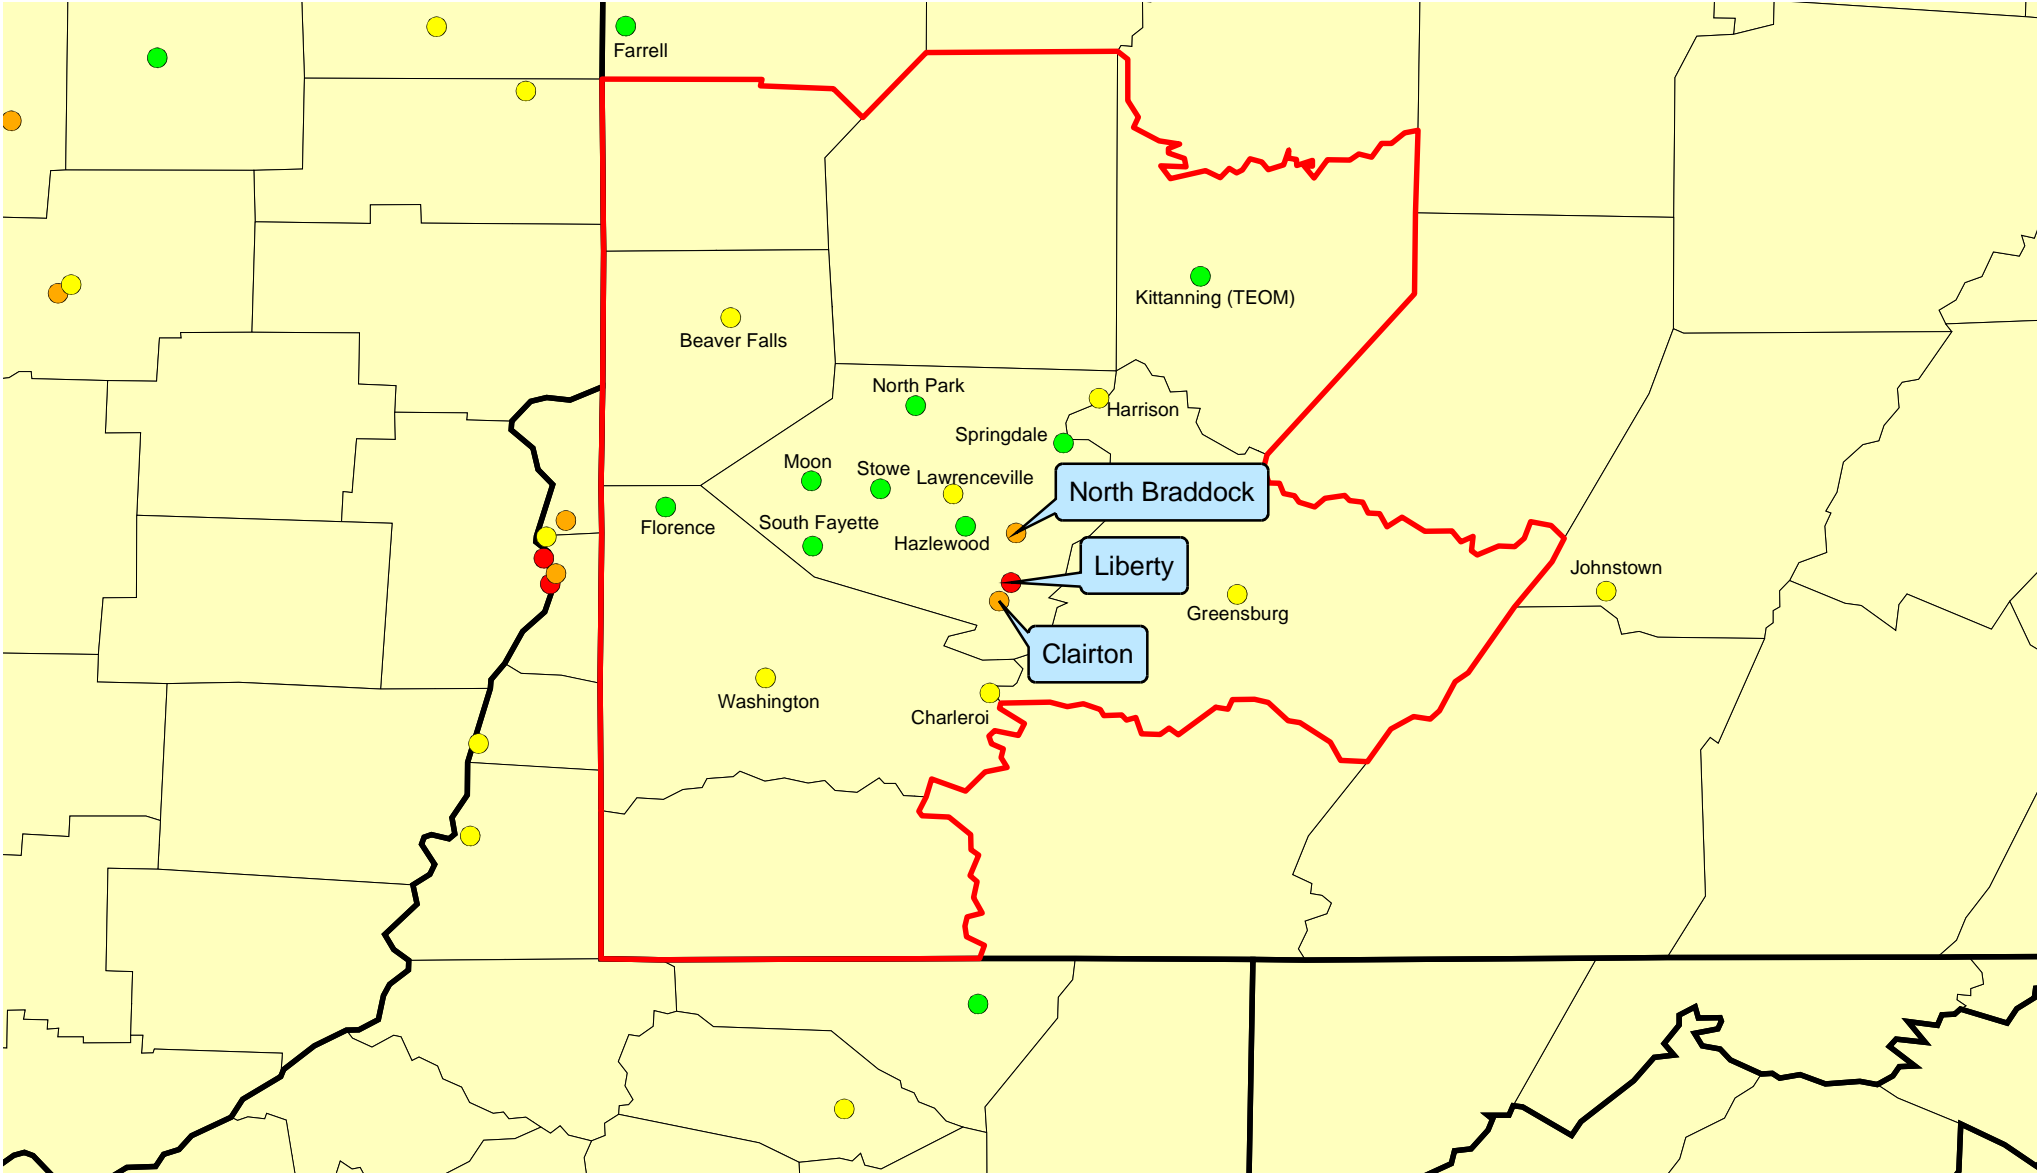 Farrell
Kittanning (TEOM)
Beaver Falls
North Park
Harrison
Springdale
Moon
Stowe
Lawrenceville
North Braddock
Florence
South Fayette
Hazlewood
Liberty
Johnstown
Greensburg
Clairton
Washington
Charleroi